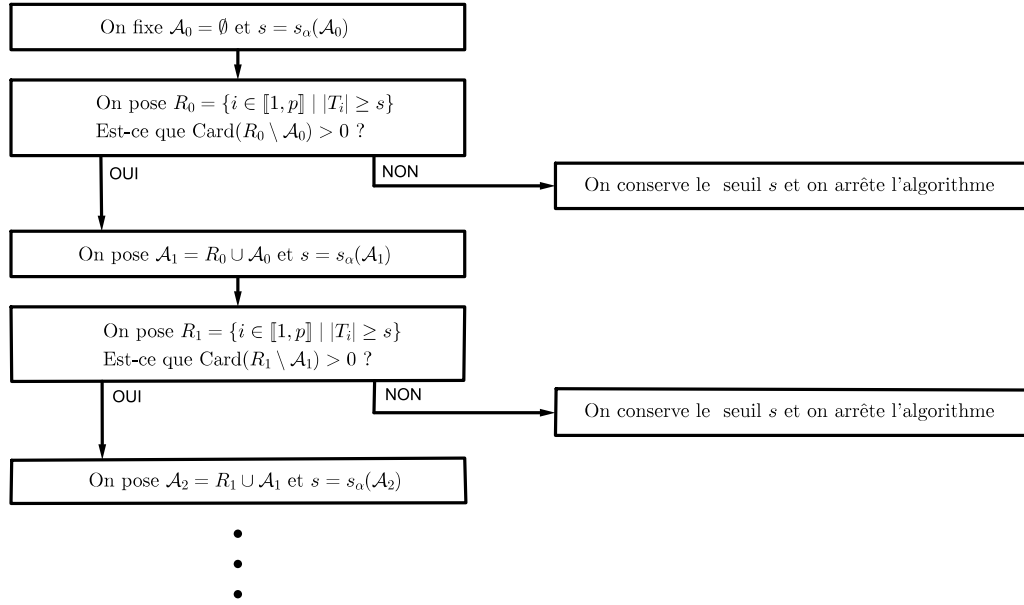 On fixe 𝒜₀ = ∅ et s = s_α(𝒜₀)
On pose R₀ = {i ∈ ⟦1, p⟧ | |Tᵢ| ≥ s}
Est-ce que Card(R₀ \ 𝒜₀) > 0 ?
OUI
NON
On conserve le seuil s et on arrête l'algorithme
On pose 𝒜₁ = R₀ ∪ 𝒜₀ et s = s_α(𝒜₁)
On pose R₁ = {i ∈ ⟦1, p⟧ | |Tᵢ| ≥ s}
Est-ce que Card(R₁ \ 𝒜₁) > 0 ?
OUI
NON
On conserve le seuil s et on arrête l'algorithme
On pose 𝒜₂ = R₁ ∪ 𝒜₁ et s = s_α(𝒜₂)